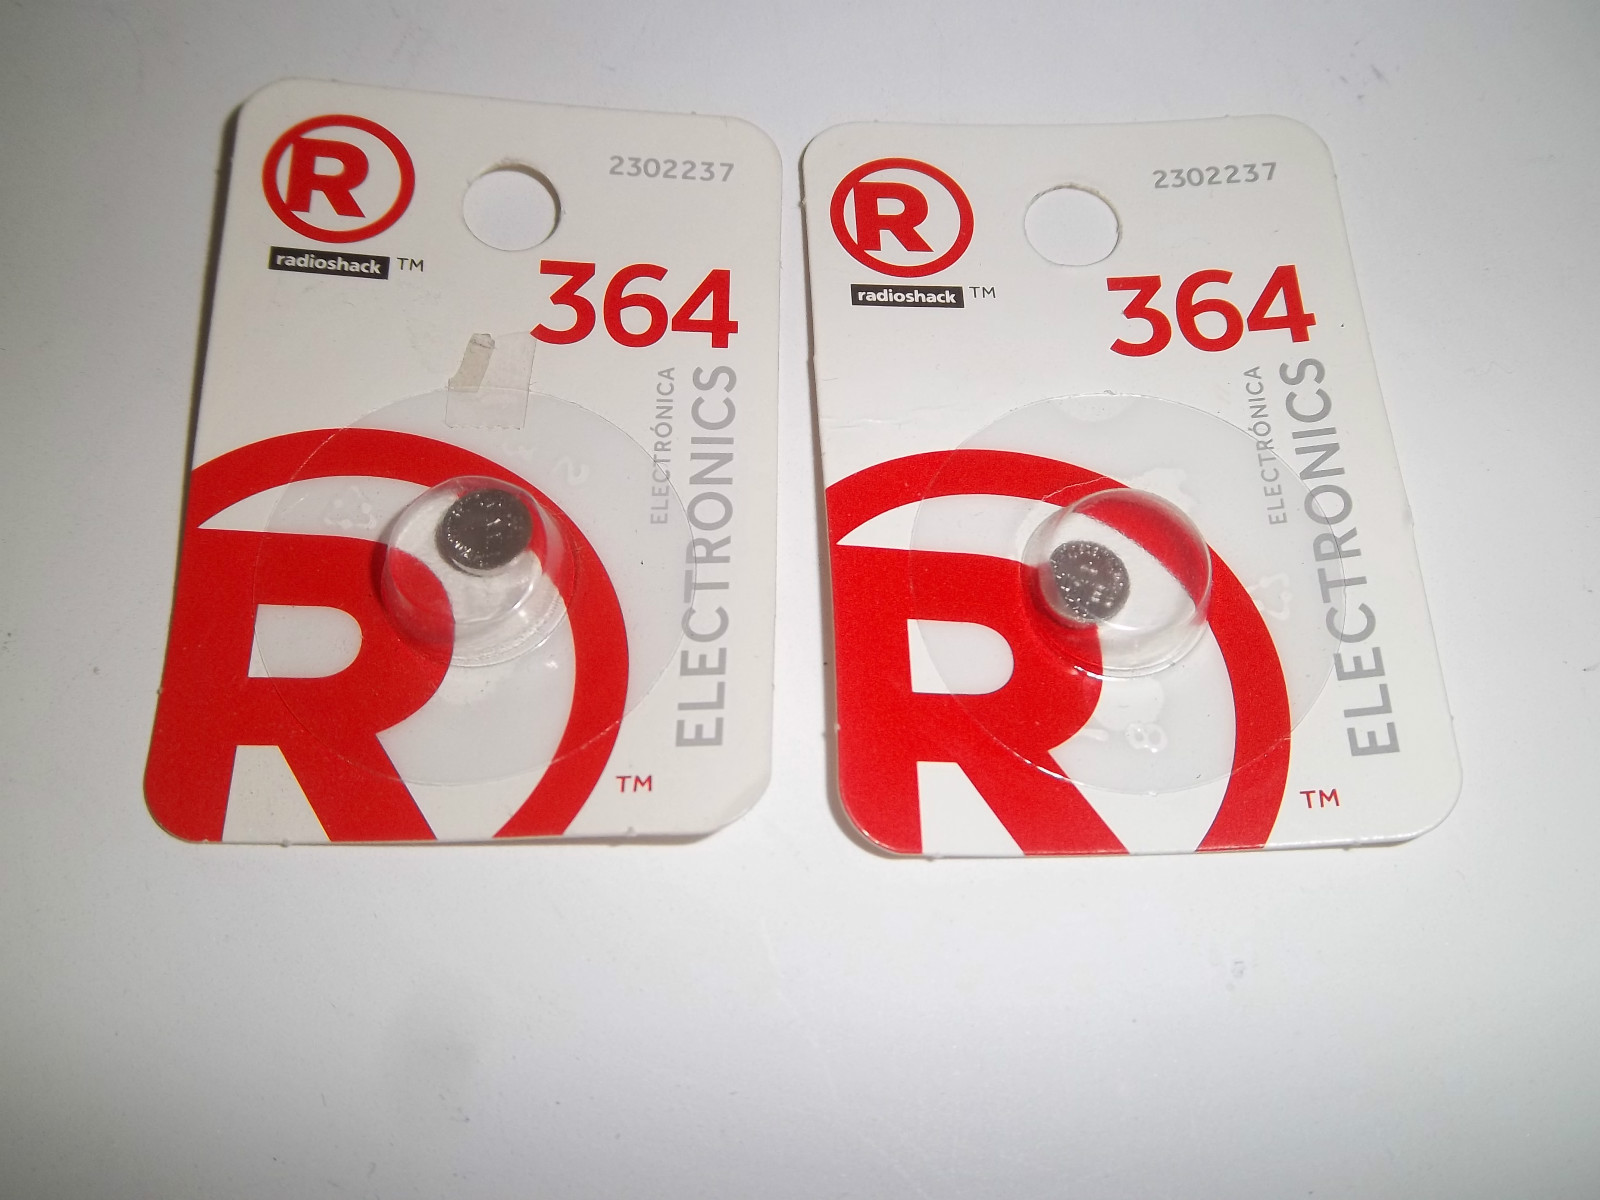 R
2302237
radioshack TM
364
ELECTRÓNICA
ELECTRONICS
R
TM
R
2302237
radioshack TM
364
ELECTRÓNICA
ELECTRONICS
R
TM